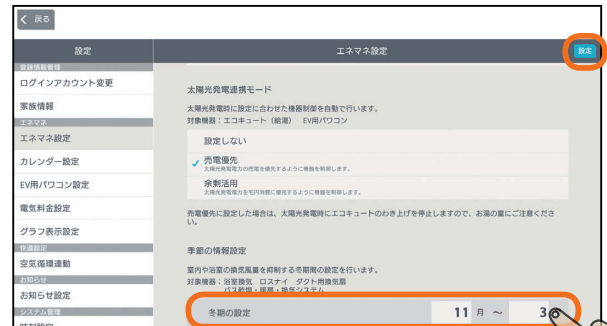 戻る
設定
エネマネ設定
設定
登録情報管理
ログインアカウント変更
家族情報
エネマネ
エネマネ設定
カレンダー設定
EV用パワコン設定
電気料金設定
グラフ表示設定
快適設定
空気循環連動
お知らせ
お知らせ設定
システム管理
時刻設定
太陽光発電連携モード
太陽光発電時に設定に合わせた機器制御を自動で行います。
対象機器:エコキュート(給湯) EV用パワコン
設定しない
売電優先
太陽光発電電力の売電を優先するように機器を制御します。
余剰活用
太陽光発電電力を宅内消費に優先するように機器を制御します。
売電優先に設定した場合は、太陽光発電時にエコキュートのわき上げを停止しますので、お湯の量にご注意くださ
い。
季節の情報設定
室内や浴室の換気風量を抑制する冬期間の設定を行います。
対象機器:浴室換気 ロスナイ ダクト用換気扇
バス乾燥・暖房・換気システム
冬期の設定 11 月 ～ 3